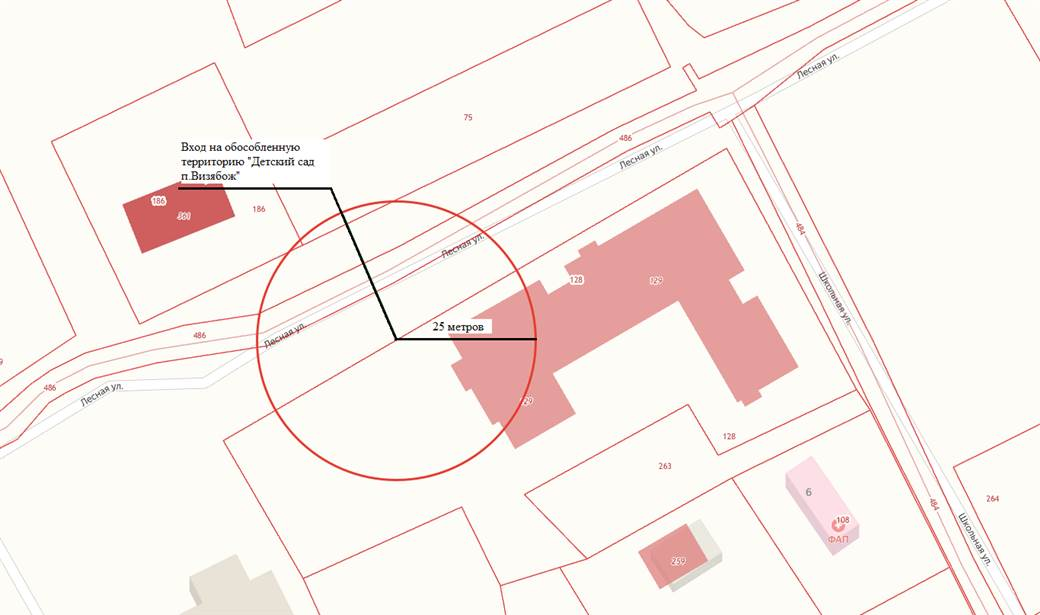 Лесная ул.
75
486
Лесная ул.
Вход на обособленную
территорию "Детский сад
п.Визябож"
186
186
484
Лесная ул.
128
129
Школьная ул.
25 метров
486
Лесная ул.
486
Лесная ул.
29
128
263
6
264
484
108
ФАП
Школьная ул.
259